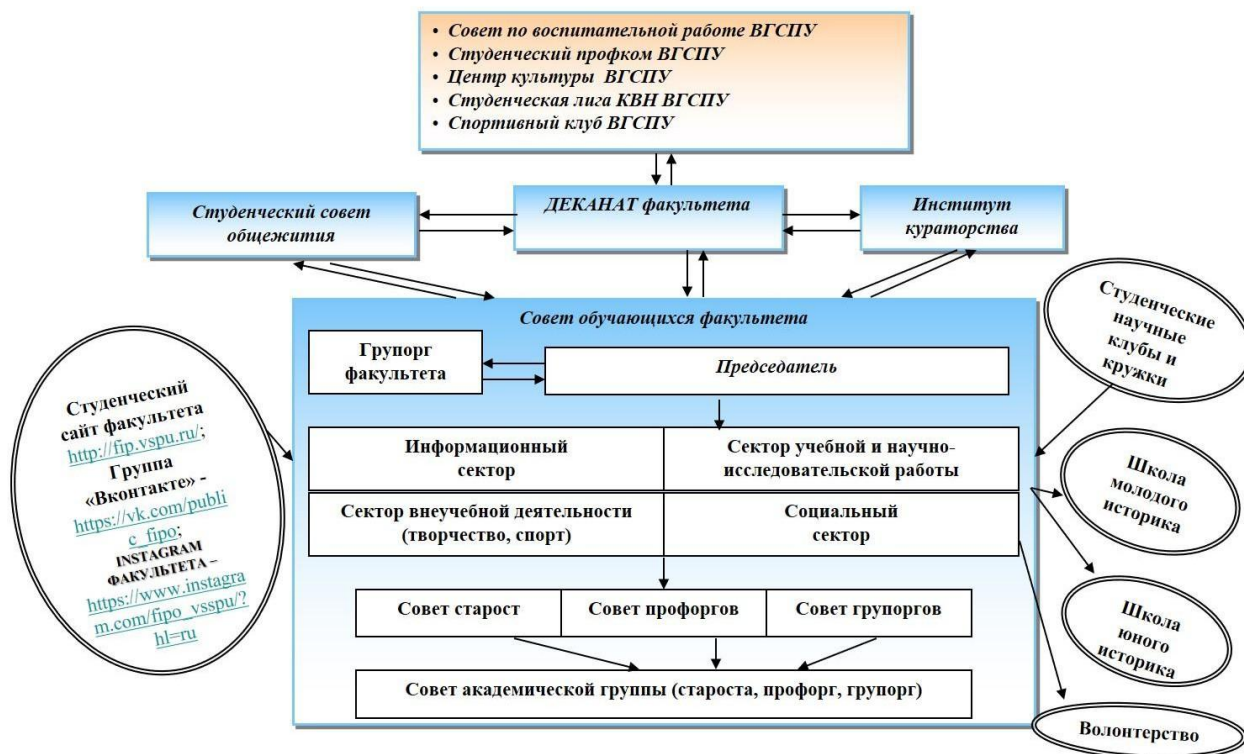 • Совет по воспитательной работе ВГСПУ
• Студенческий профком ВГСПУ
• Центр культуры ВГСПУ
• Студенческая лига КВН ВГСПУ
• Спортивный клуб ВГСПУ
Студенческий совет
общежития
ДЕКАНАТ факультета
Институт
кураторства
Совет обучающихся факультета
Групорг
факультета
Председатель
Информационный
сектор
Сектор учебной и научно-
исследовательской работы
Сектор внеучебной деятельности
(творчество, спорт)
Социальный
сектор
Совет старост
Совет профоргов
Совет групоргов
Совет академической группы (староста, профорг, групорг)
Студенческий
сайт факультета
http://fip.vspu.ru/;
Группа
«Вконтакте» -
https://vk.com/publi
c_fipo;
INSTAGRAM
ФАКУЛЬТЕТА –
https://www.instagra
m.com/fipo_vsspu/?
hl=ru
Студенческие
научные
клубы и
кружки
Школа
молодого
историка
Школа
юного
историка
Волонтерство